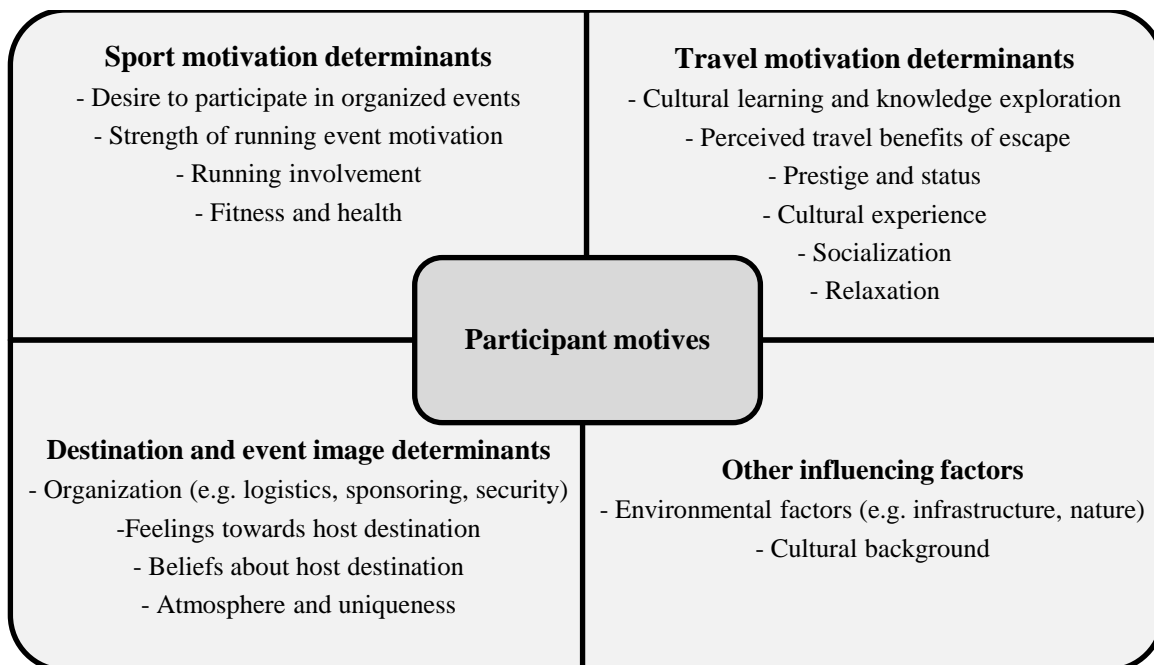 Sport motivation determinants
- Desire to participate in organized events
- Strength of running event motivation
- Running involvement
- Fitness and health
Travel motivation determinants
- Cultural learning and knowledge exploration
- Perceived travel benefits of escape
- Prestige and status
- Cultural experience
- Socialization
- Relaxation
Participant motives
Destination and event image determinants
- Organization (e.g. logistics, sponsoring, security)
-Feelings towards host destination
- Beliefs about host destination
- Atmosphere and uniqueness
Other influencing factors
- Environmental factors (e.g. infrastructure, nature)
- Cultural background